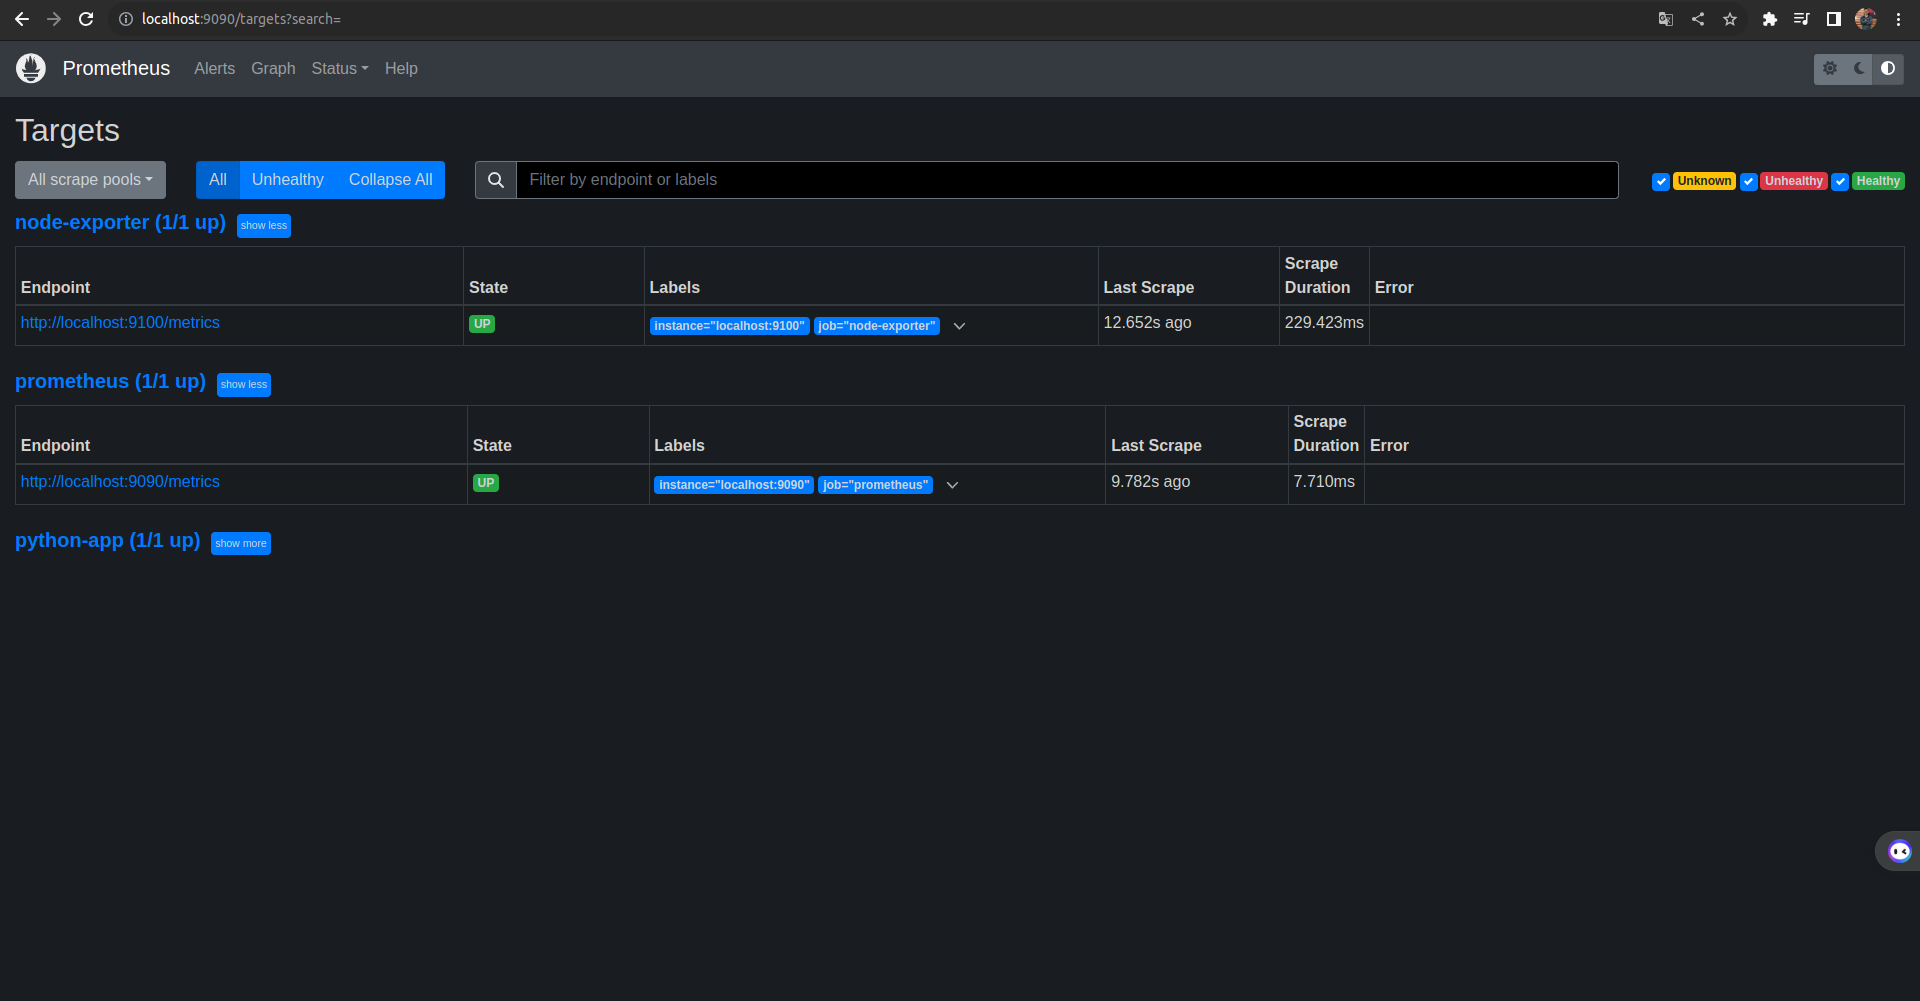 localhost:9090/targets?search=
Prometheus Alerts Graph Status Help
Targets
All scrape pools All Unhealthy Collapse All Filter by endpoint or labels Unknown Unhealthy Healthy
node-exporter (1/1 up) show less
Endpoint State Labels Last Scrape Scrape Duration Error
http://localhost:9100/metrics UP instance="localhost:9100" job="node-exporter" 12.652s ago 229.423ms
prometheus (1/1 up) show less
Endpoint State Labels Last Scrape Scrape Duration Error
http://localhost:9090/metrics UP instance="localhost:9090" job="prometheus" 9.782s ago 7.710ms
python-app (1/1 up) show more